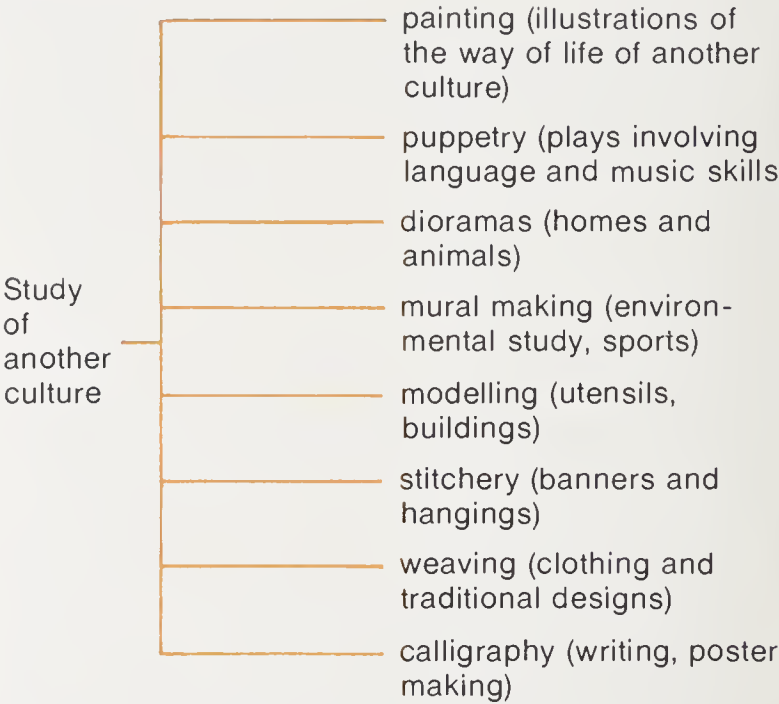 painting (illustrations of
the way of life of another
culture)
puppetry (plays involving
language and music skills
dioramas (homes and
animals)
Study
of
another
culture
mural making (environ-
mental study, sports)
modelling (utensils,
buildings)
stitchery (banners and
hangings)
weaving (clothing and
traditional designs)
calligraphy (writing, poster
making)